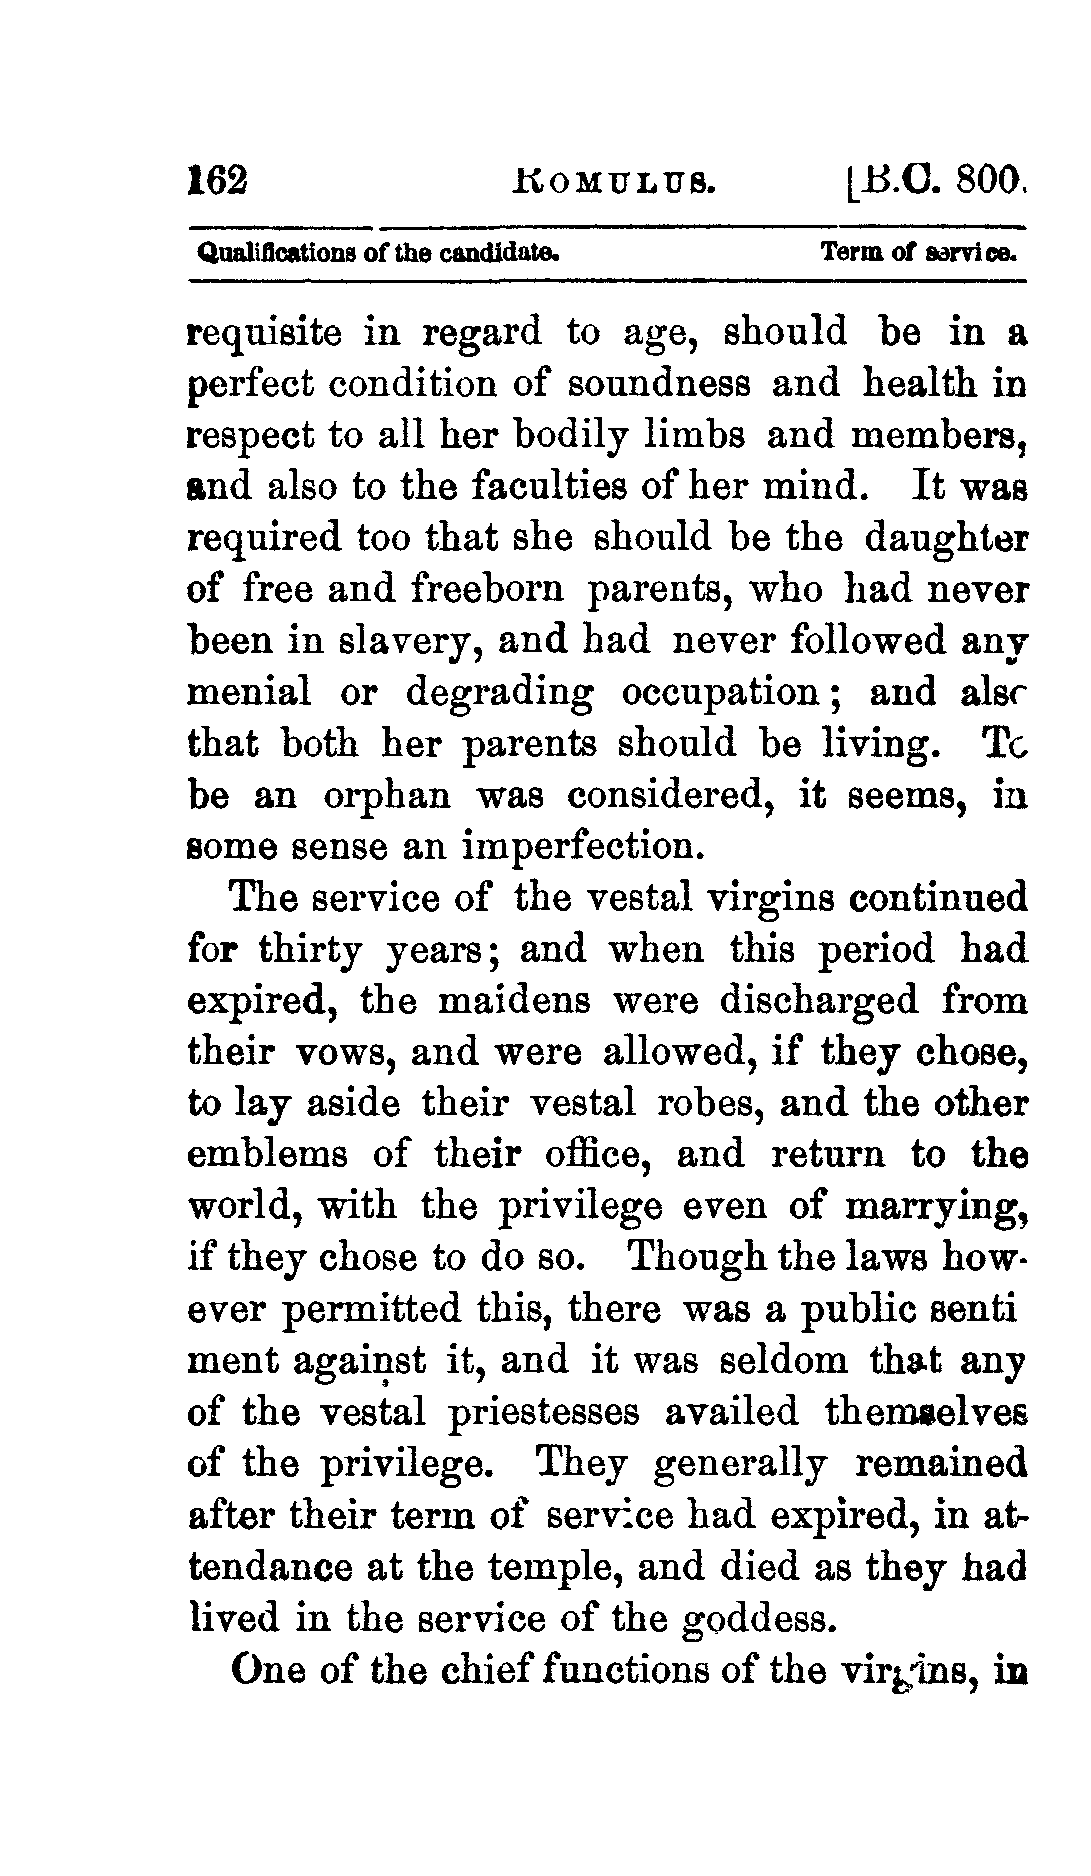 162 ROMULUS. [B.C. 800.
Qualifications of the candidate. Term of service.
requisite in regard to age, should be in a
perfect condition of soundness and health in
respect to all her bodily limbs and members,
and also to the faculties of her mind. It was
required too that she should be the daughter
of free and freeborn parents, who had never
been in slavery, and had never followed any
menial or degrading occupation; and also
that both her parents should be living. To
be an orphan was considered, it seems, in
some sense an imperfection.
The service of the vestal virgins continued
for thirty years; and when this period had
expired, the maidens were discharged from
their vows, and were allowed, if they chose,
to lay aside their vestal robes, and the other
emblems of their office, and return to the
world, with the privilege even of marrying,
if they chose to do so. Though the laws how-
ever permitted this, there was a public senti
ment against it, and it was seldom that any
of the vestal priestesses availed themselves
of the privilege. They generally remained
after their term of service had expired, in at-
tendance at the temple, and died as they had
lived in the service of the goddess.
One of the chief functions of the virgins, in